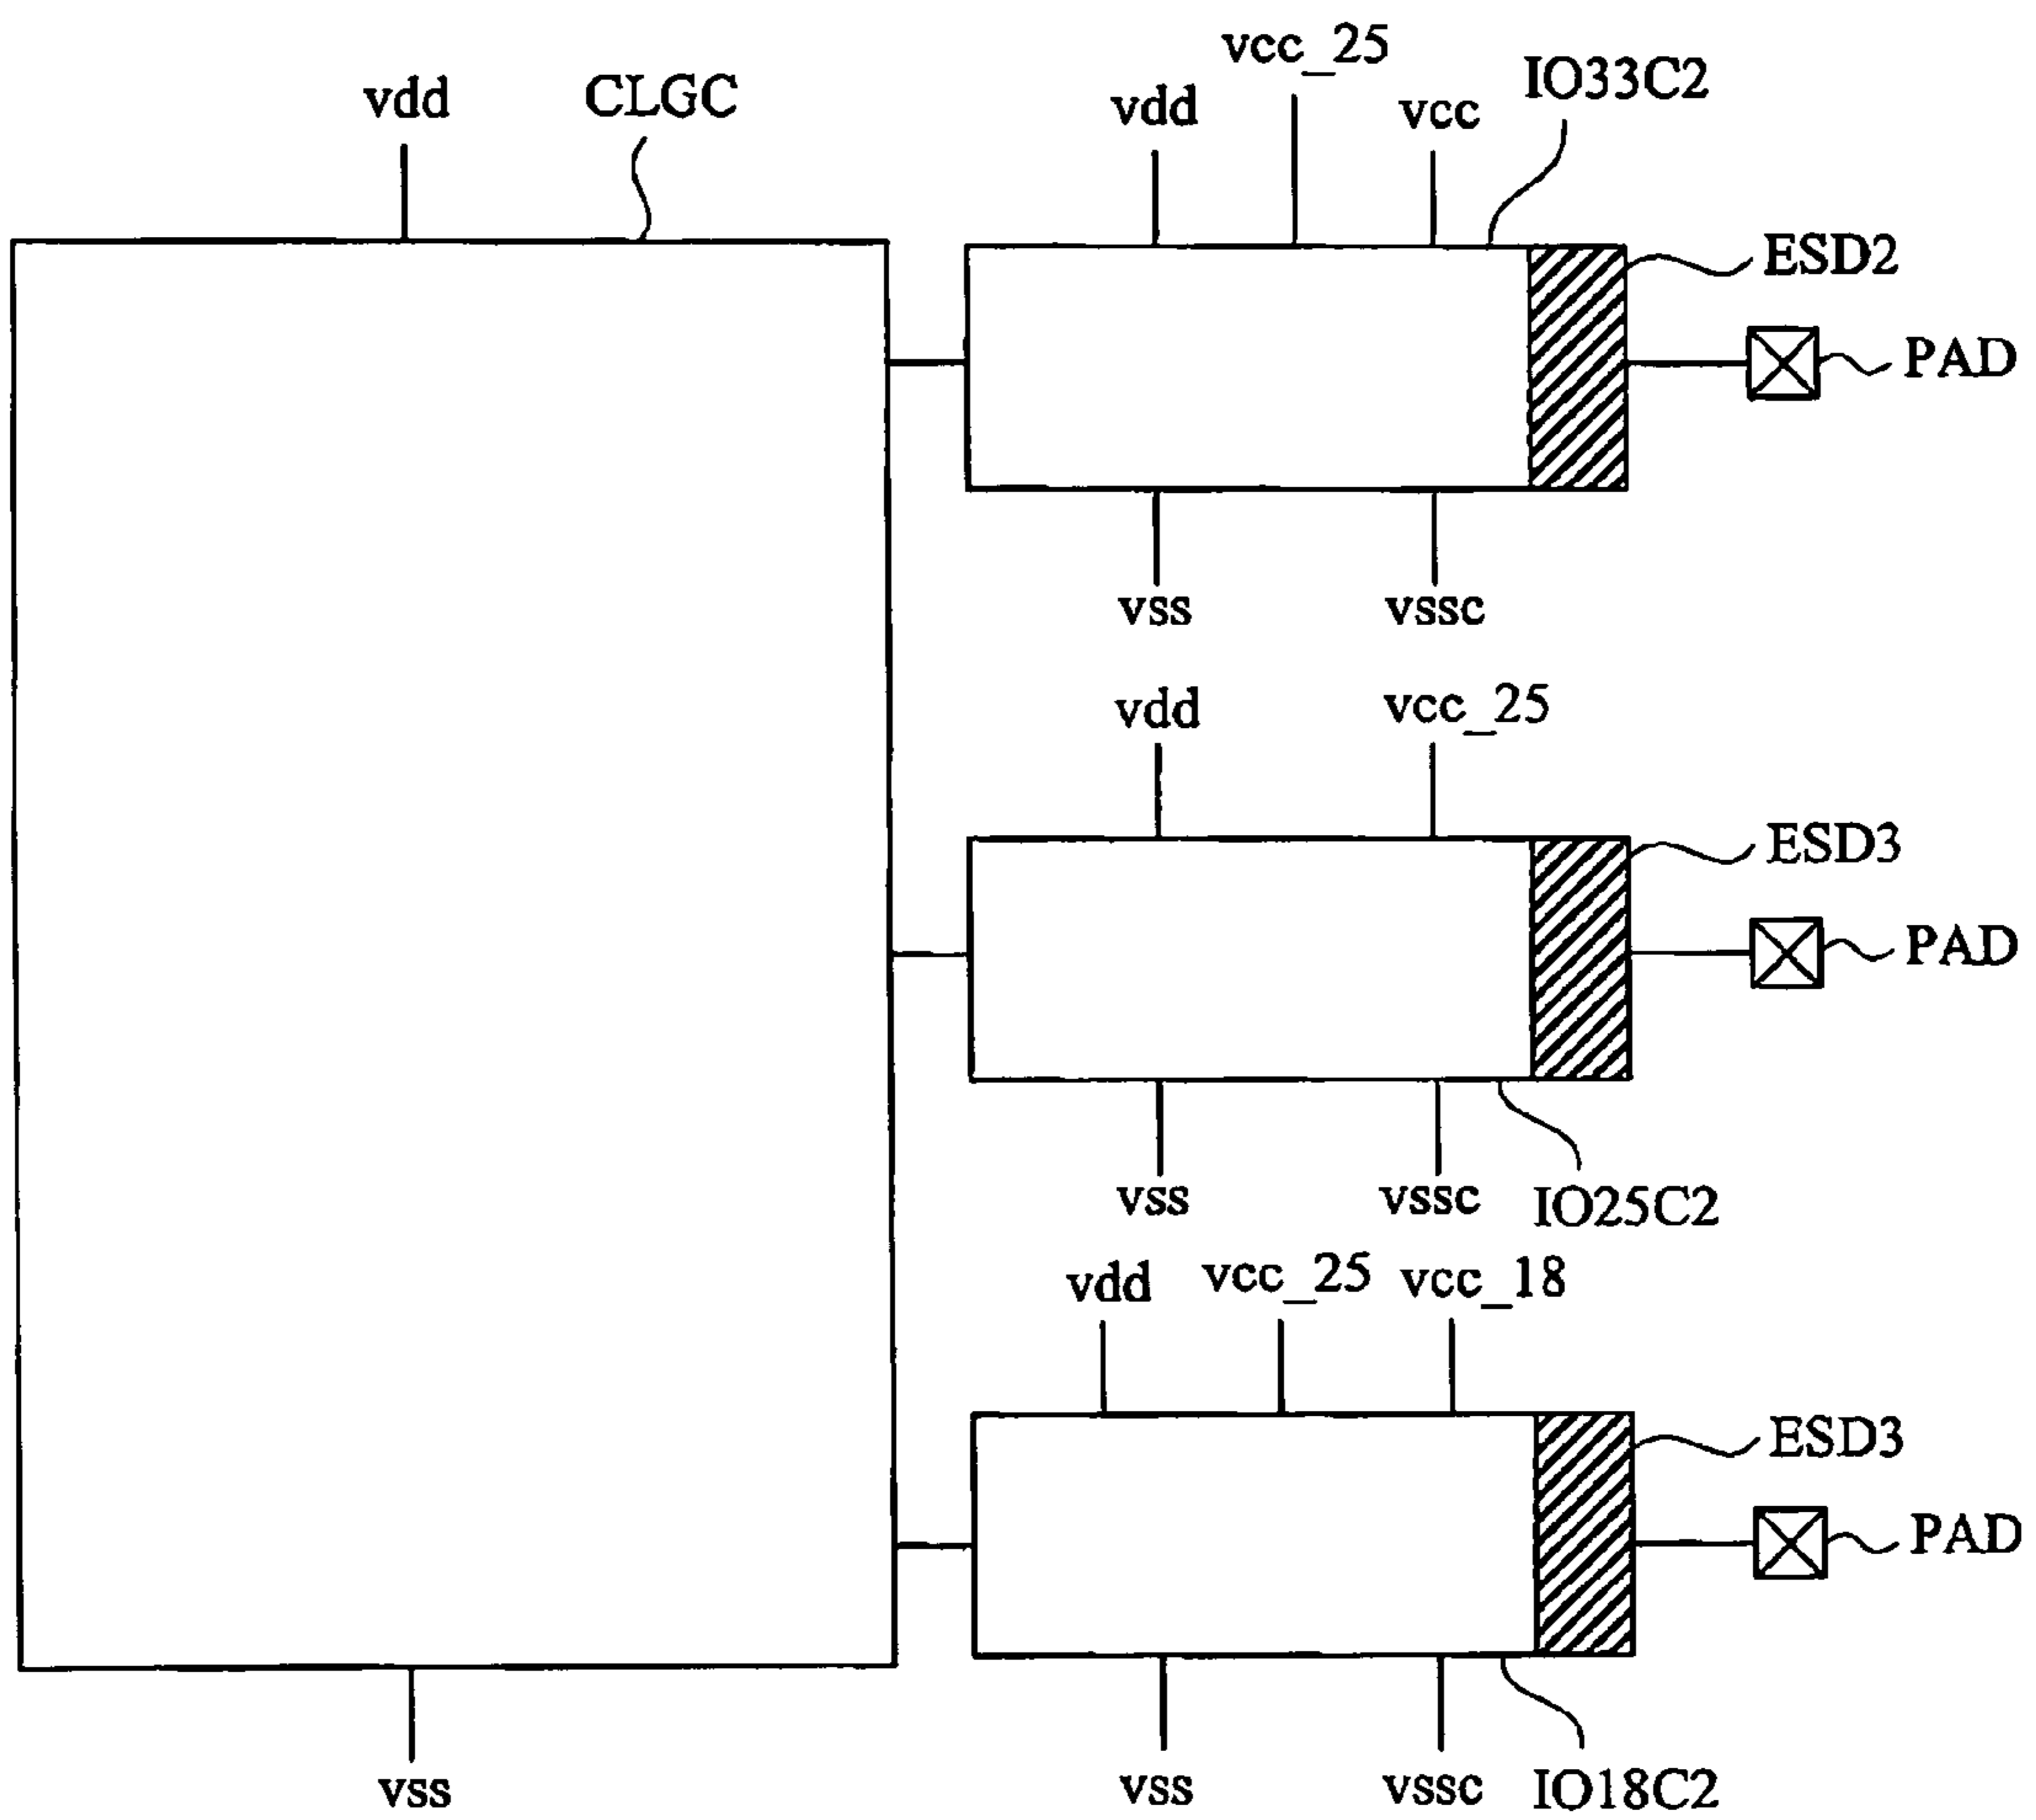 vdd
CLGC
vdd
vcc_25
vcc
IO33C2
ESD2
PAD
vss
vssc
vdd
vcc_25
ESD3
PAD
vss
vssc
IO25C2
vdd
vcc_25
vcc_18
ESD3
PAD
vss
vss
vssc
IO18C2